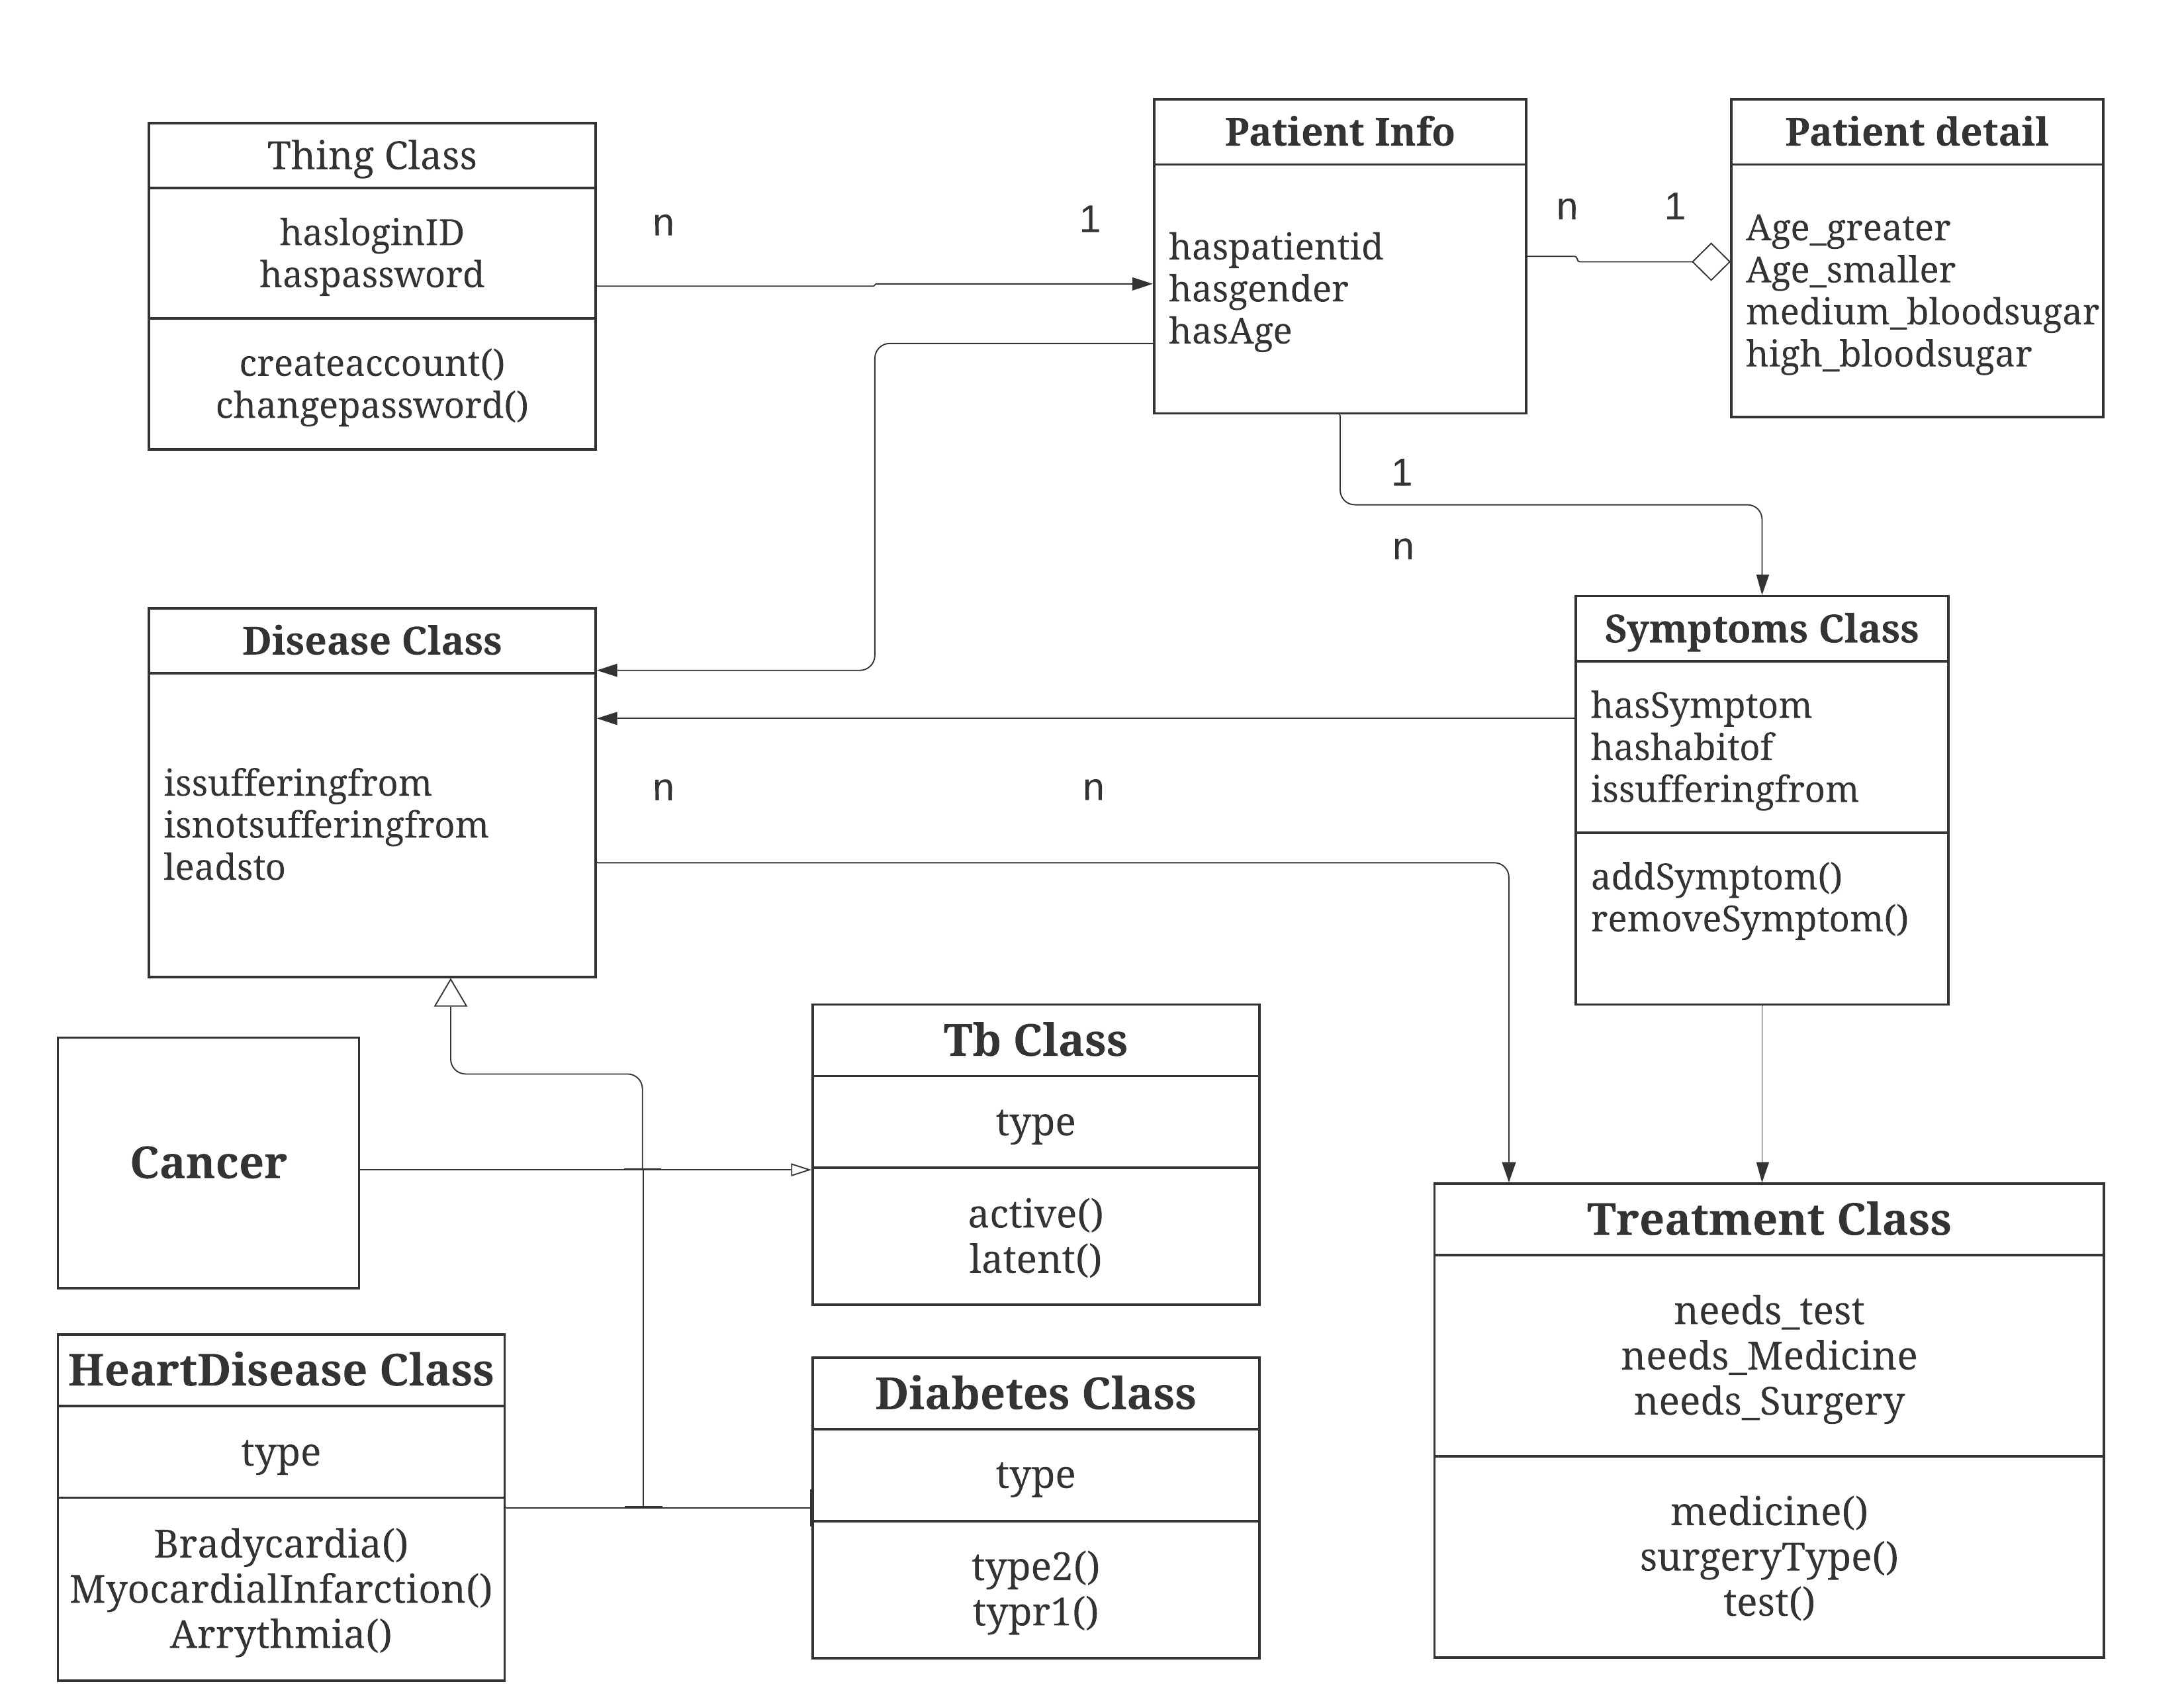 Thing Class
hasloginID
haspassword
createaccount()
changepassword()
n
1
Patient Info
haspatientid
hasgender
hasAge
n
1
Patient detail
Age_greater
Age_smaller
medium_bloodsugar
high_bloodsugar
1
n
Disease Class
issufferingfrom
isnotsufferingfrom
leadsto
n
n
Symptoms Class
hasSymptom
hashabitof
issufferingfrom
addSymptom()
removeSymptom()
Cancer
Tb Class
type
active()
latent()
HeartDisease Class
type
Bradycardia()
MyocardialInfarction()
Arrythmia()
Diabetes Class
type
type2()
typr1()
Treatment Class
needs_test
needs_Medicine
needs_Surgery
medicine()
surgeryType()
test()